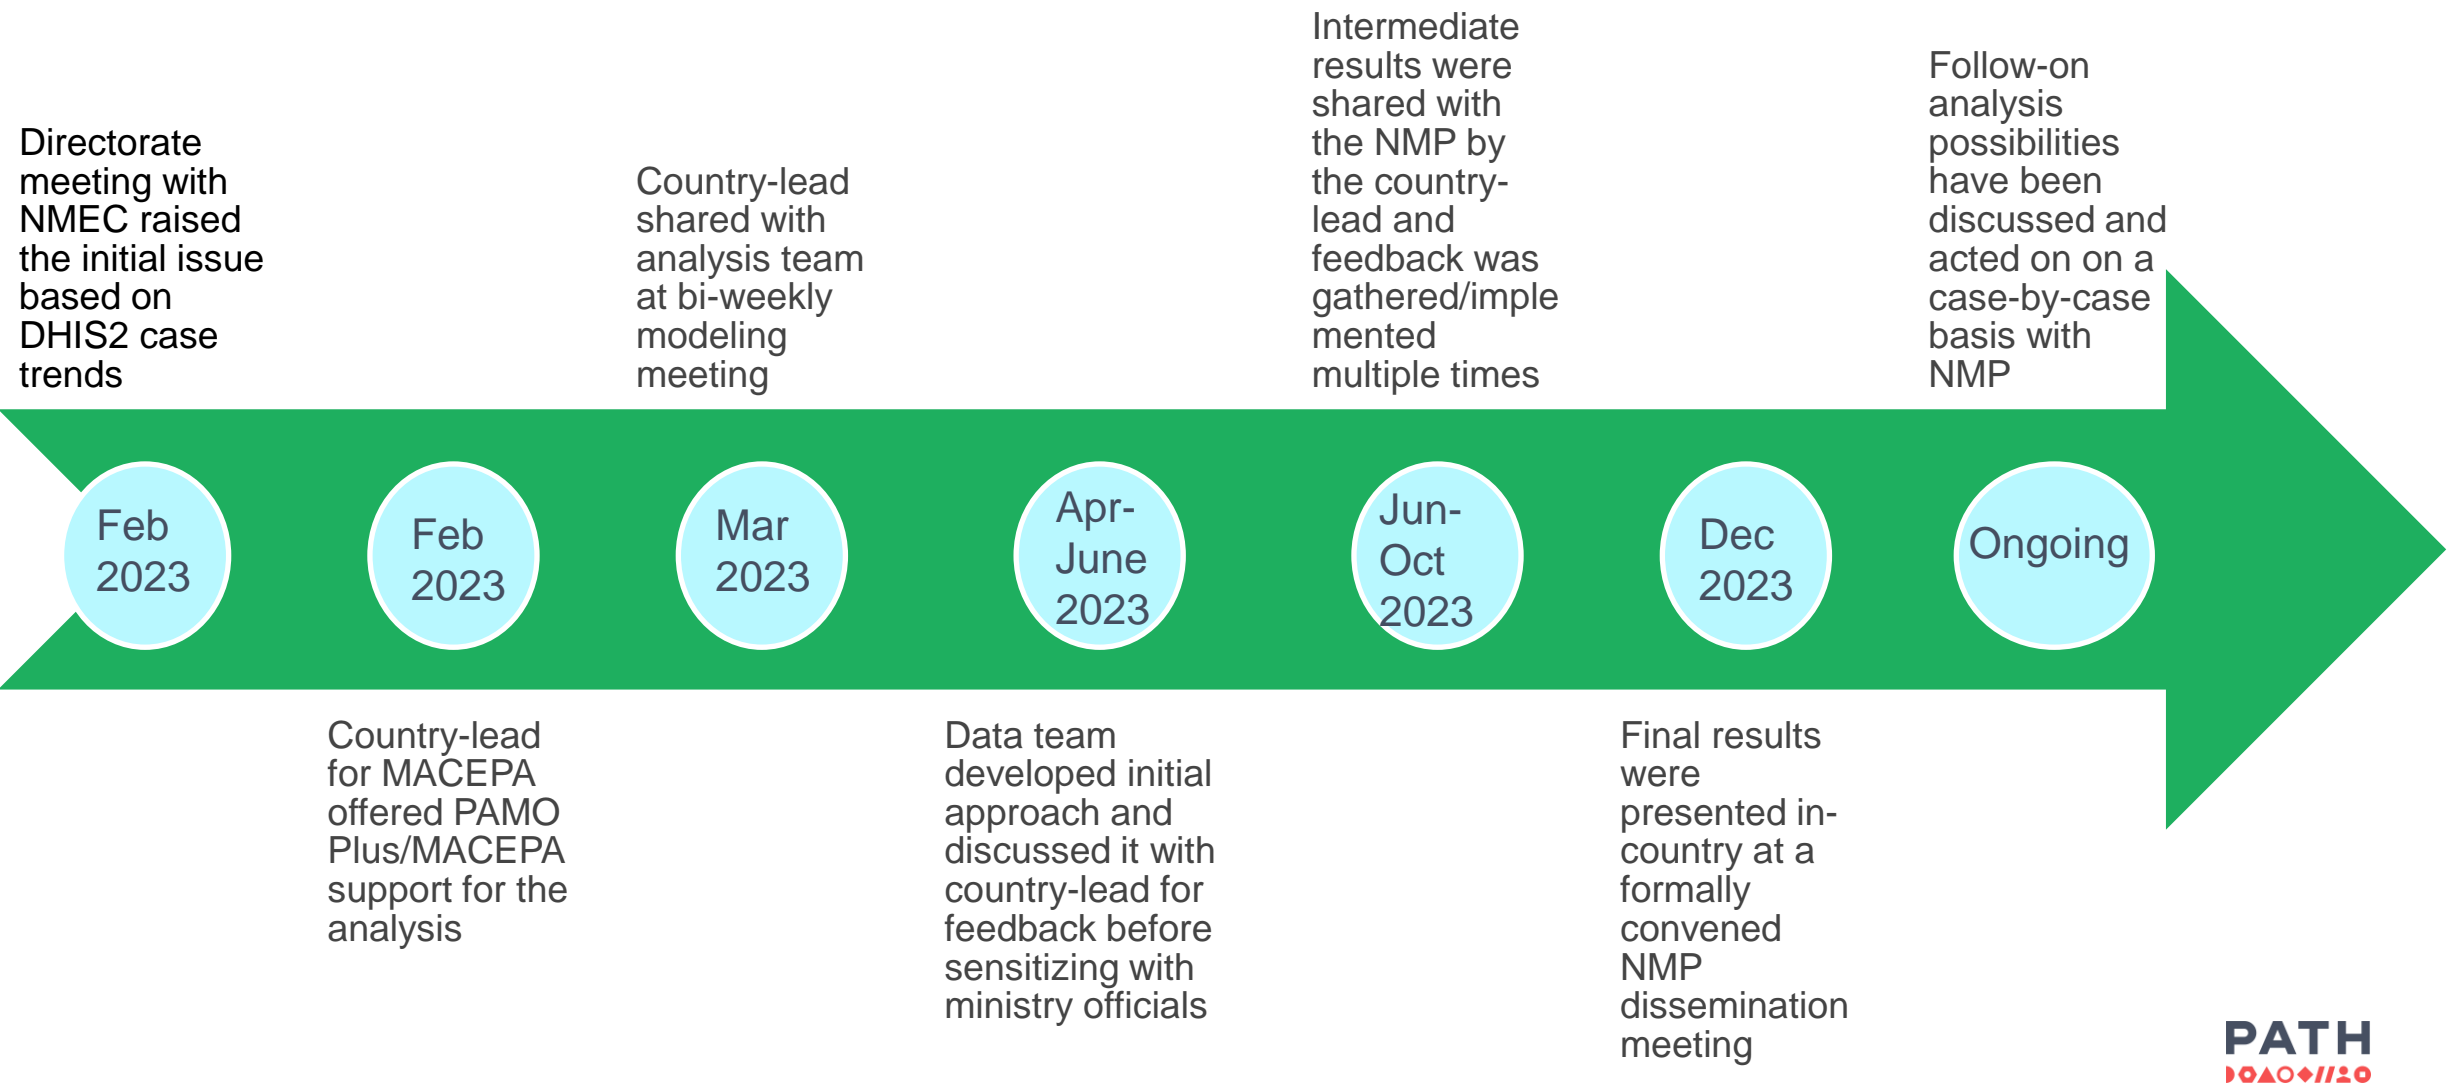 Directorate
meeting with
NMEC raised
the initial issue
based on
DHIS2 case
trends
Feb
2023
Country-lead
for MACEPA
offered PAMO
Plus/MACEPA
support for the
analysis
Feb
2023
Country-lead
shared with
analysis team
at bi-weekly
modeling
meeting
Mar
2023
Data team
developed initial
approach and
discussed it with
country-lead for
feedback before
sensitizing with
ministry officials
Apr-
June
2023
Intermediate
results were
shared with
the NMP by
the country-
lead and
feedback was
gathered/imple
mented
multiple times
Jun-
Oct
2023
Final results
were
presented in-
country at a
formally
convened
NMP
dissemination
meeting
Dec
2023
Follow-on
analysis
possibilities
have been
discussed and
acted on on a
case-by-case
basis with
NMP
Ongoing
PATH